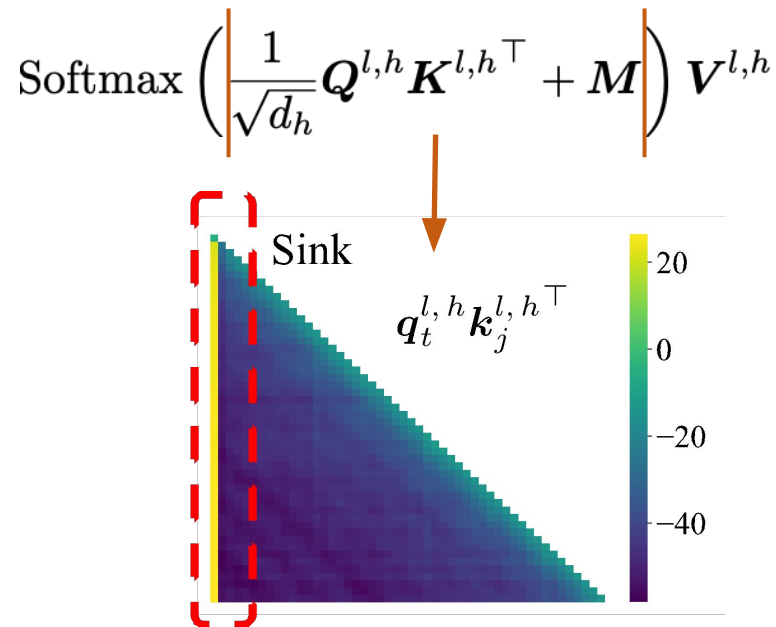 Softmax ( 1/√d_h Q^{l,h} K^{l,h⊤} + M ) V^{l,h}
Sink
q_t^{l, h} k_j^{l, h⊤}
20
0
−20
−40